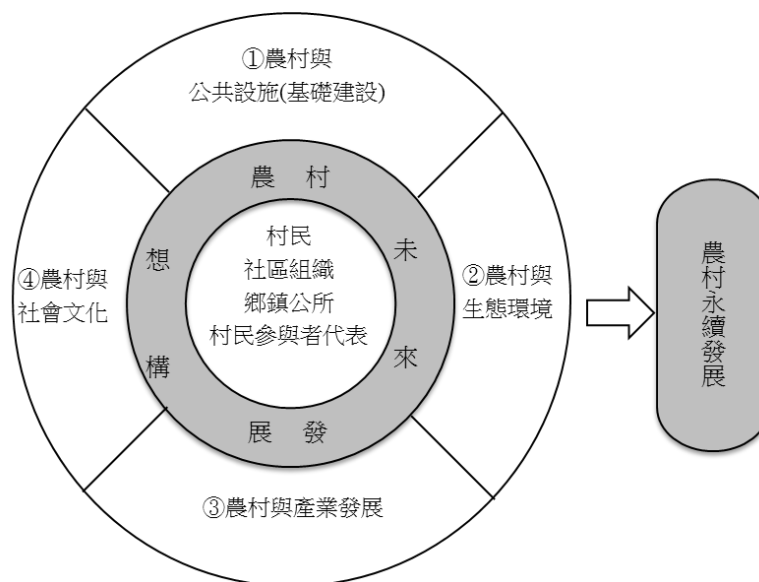 ①農村與
公共設施(基礎建設)
農村
未來
發展
想構
村民
社區組織
鄉鎮公所
村民參與者代表
②農村與
生態環境
③農村與產業發展
④農村與
社會文化
農村永續發展